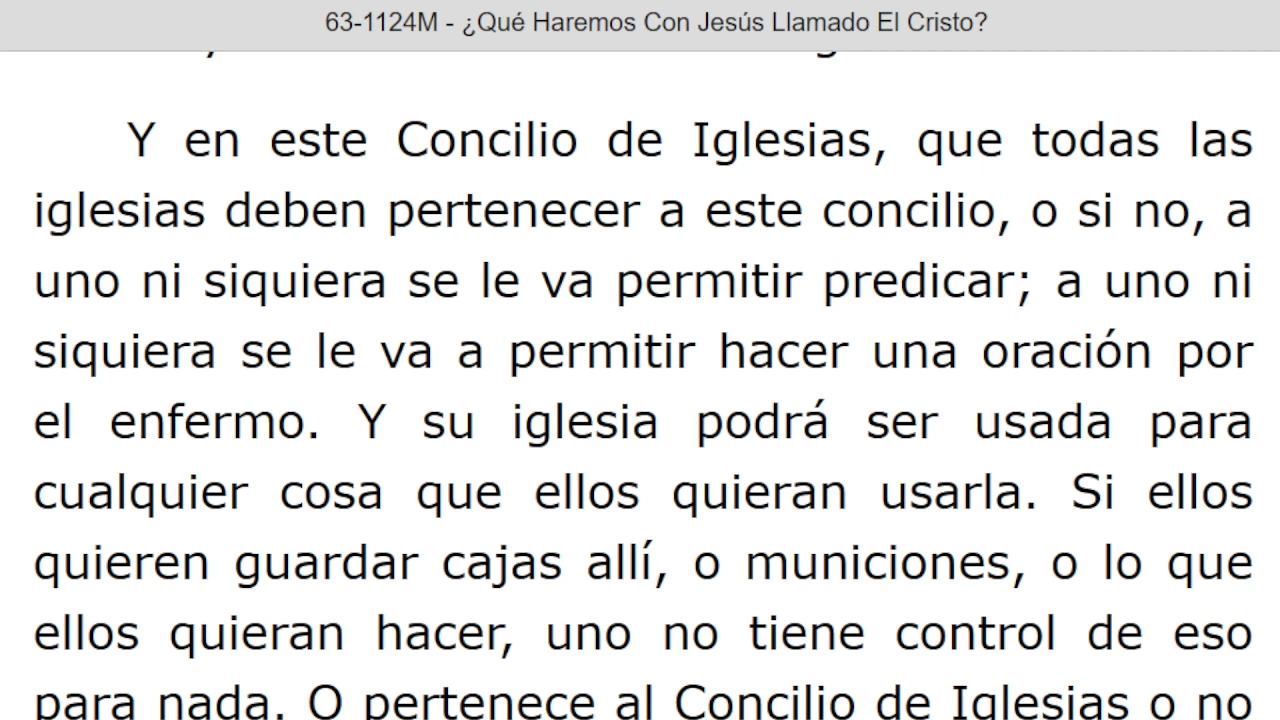 63-1124M - ¿Qué Haremos Con Jesús Llamado El Cristo?
Y en este Concilio de Iglesias, que todas las
iglesias deben pertenecer a este concilio, o si no, a
uno ni siquiera se le va permitir predicar; a uno ni
siquiera se le va a permitir hacer una oración por
el enfermo. Y su iglesia podrá ser usada para
cualquier cosa que ellos quieran usarla. Si ellos
quieren guardar cajas allí, o municiones, o lo que
ellos quieran hacer, uno no tiene control de eso
para nada. O pertenece al Concilio de Iglesias o no